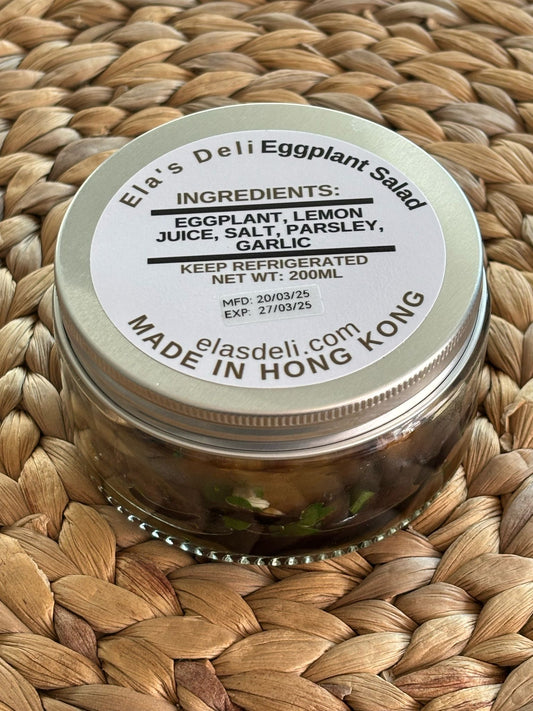 Ela's Deli Eggplant Salad
INGREDIENTS:
EGGPLANT, LEMON
JUICE, SALT, PARSLEY,
GARLIC
KEEP REFRIGERATED
NET WT: 200ML
MFD: 20/03/25
EXP: 27/03/25
elasdeli.com
MADE IN HONG KONG